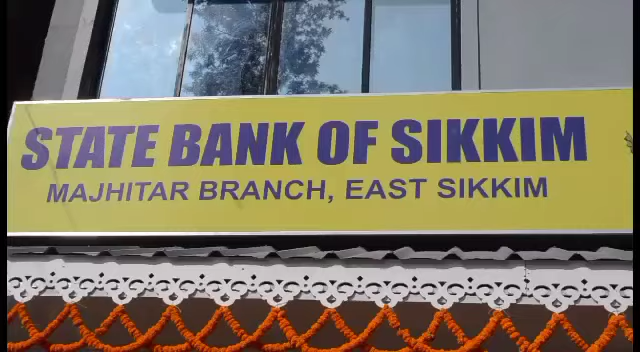 STATE BANK OF SIKKIM
MAJHITAR BRANCH, EAST SIKKIM